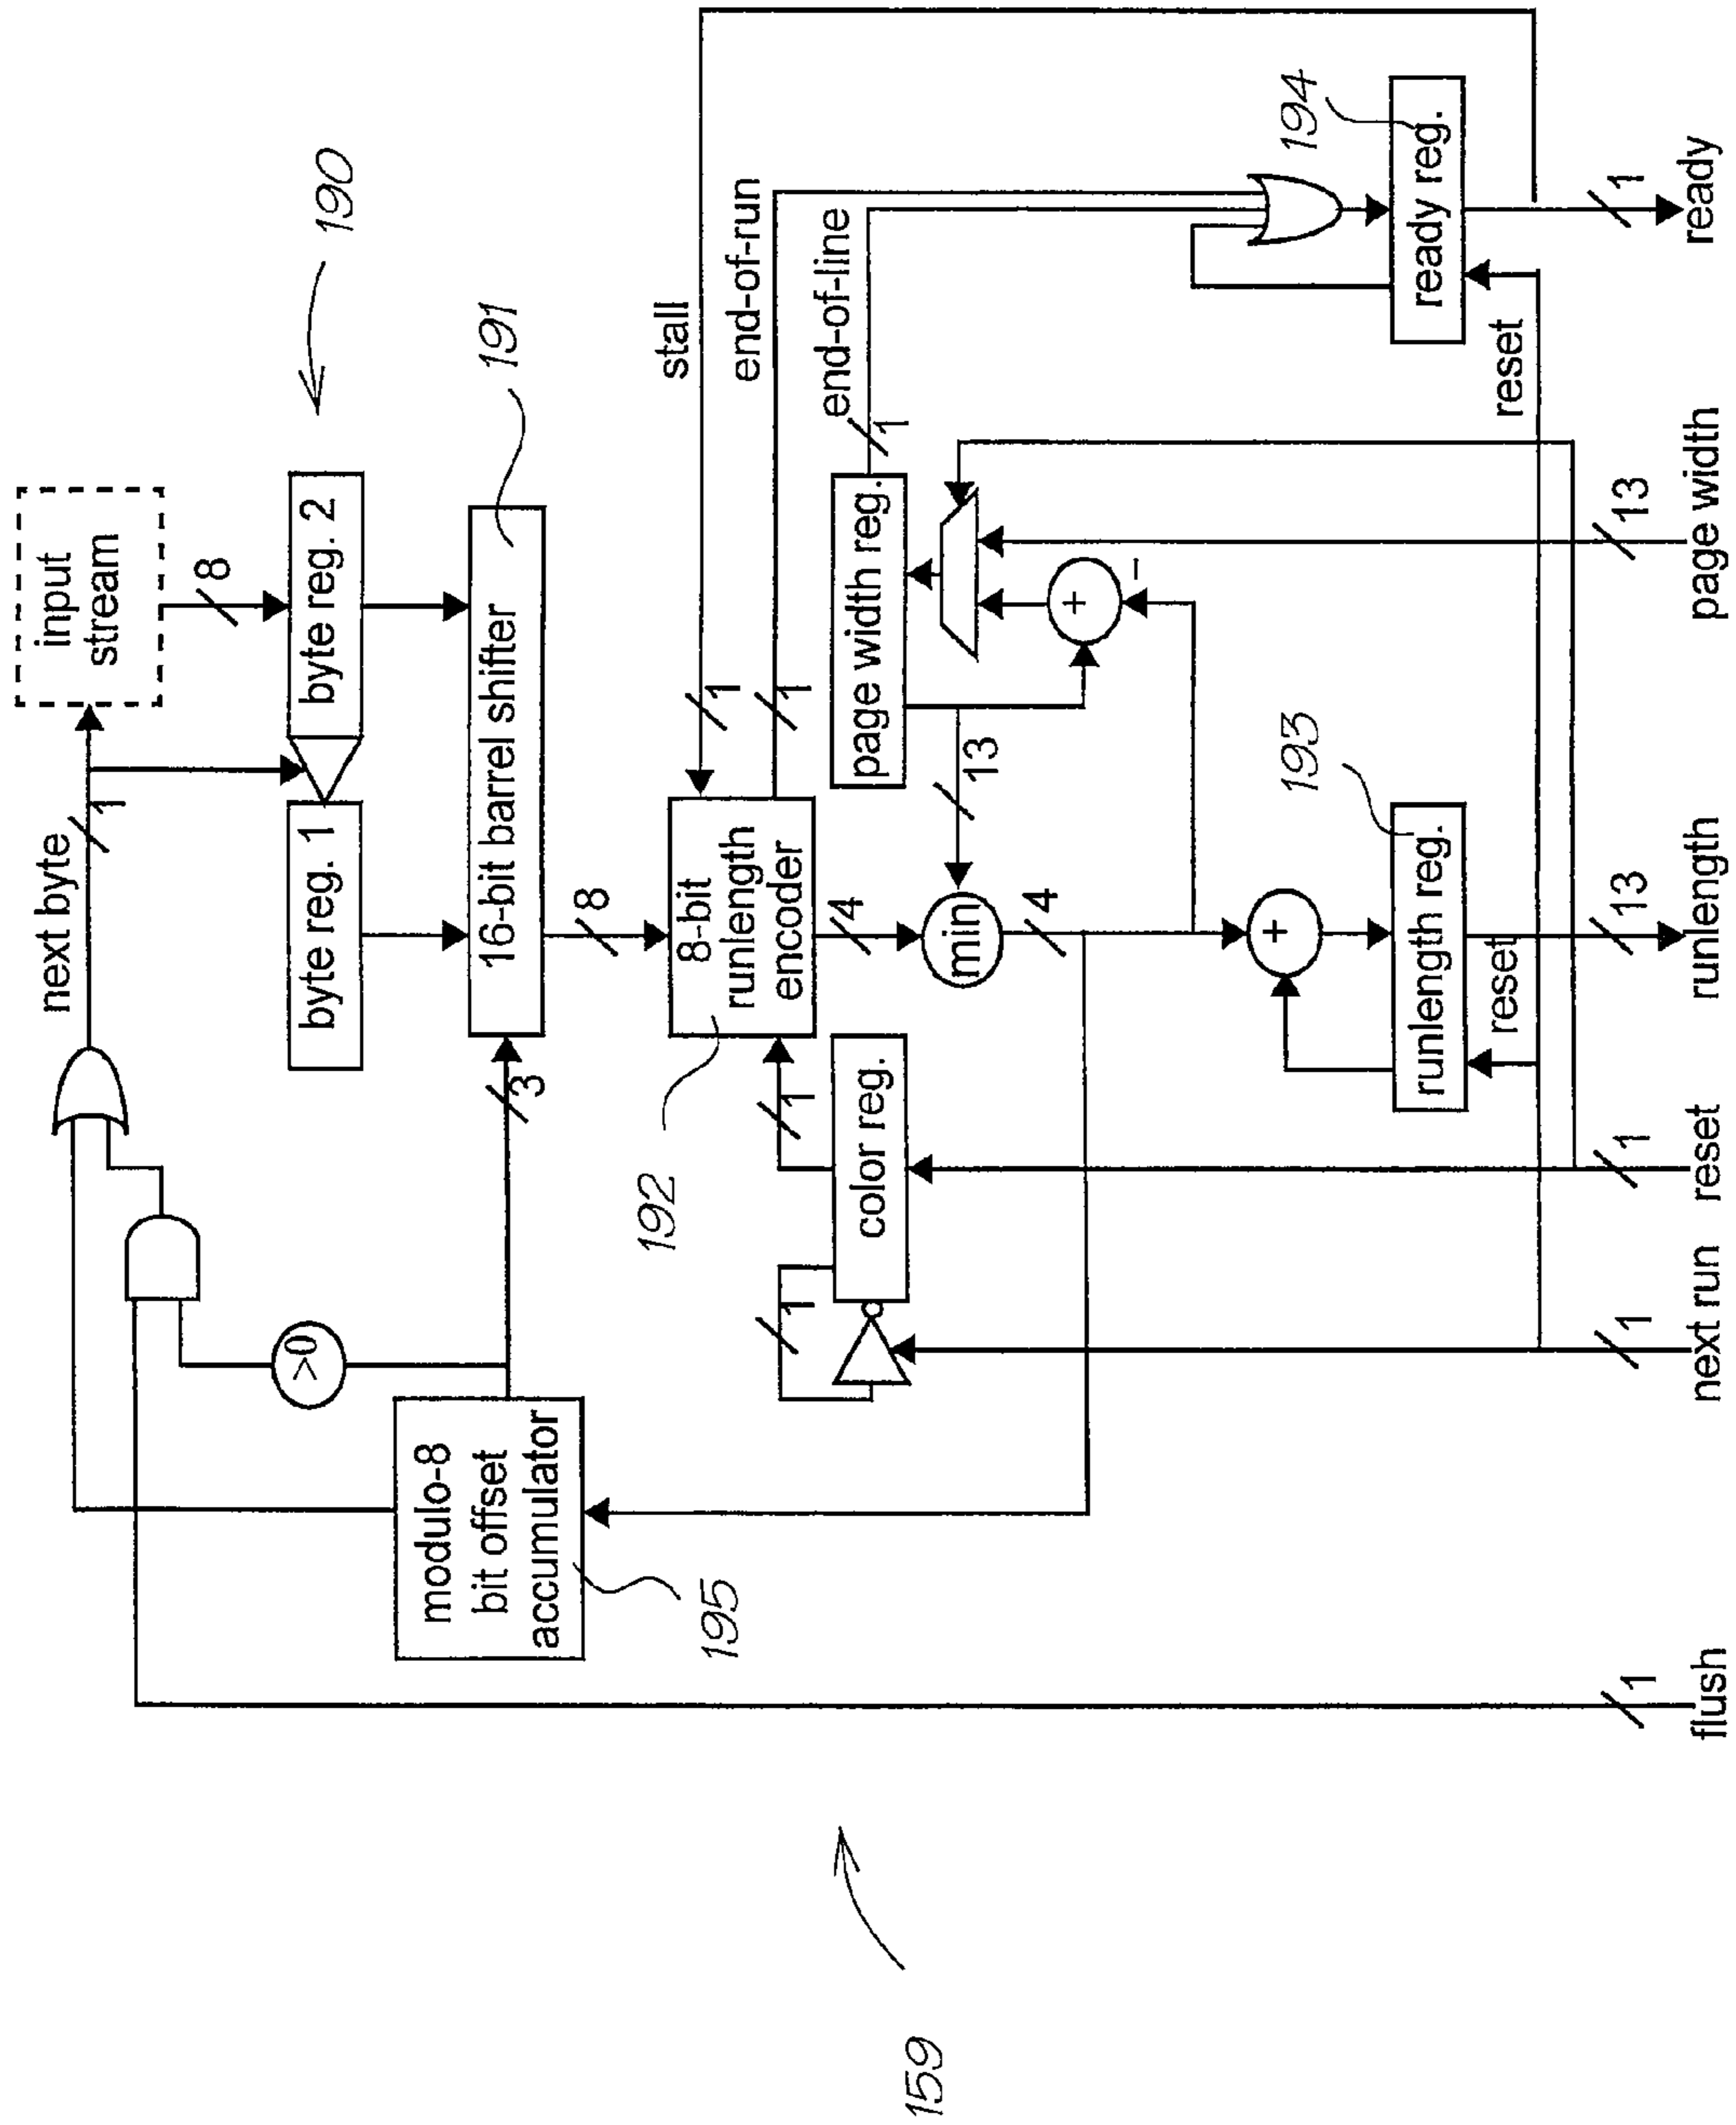 input
stream
next byte
1
8
190
byte reg. 1
byte reg. 2
191
16-bit barrel shifter
3
8
>0
modulo-8
bit offset
accumulator
195
192
8-bit
runlength
encoder
stall
1
end-of-run
1
end-of-line
1
page width reg.
13
+
−
min
4
4
1
color reg.
1
+
193
runlength reg.
reset
194
ready reg.
reset
159
1
flush
1
next run
1
reset
13
runlength
13
page width
1
ready